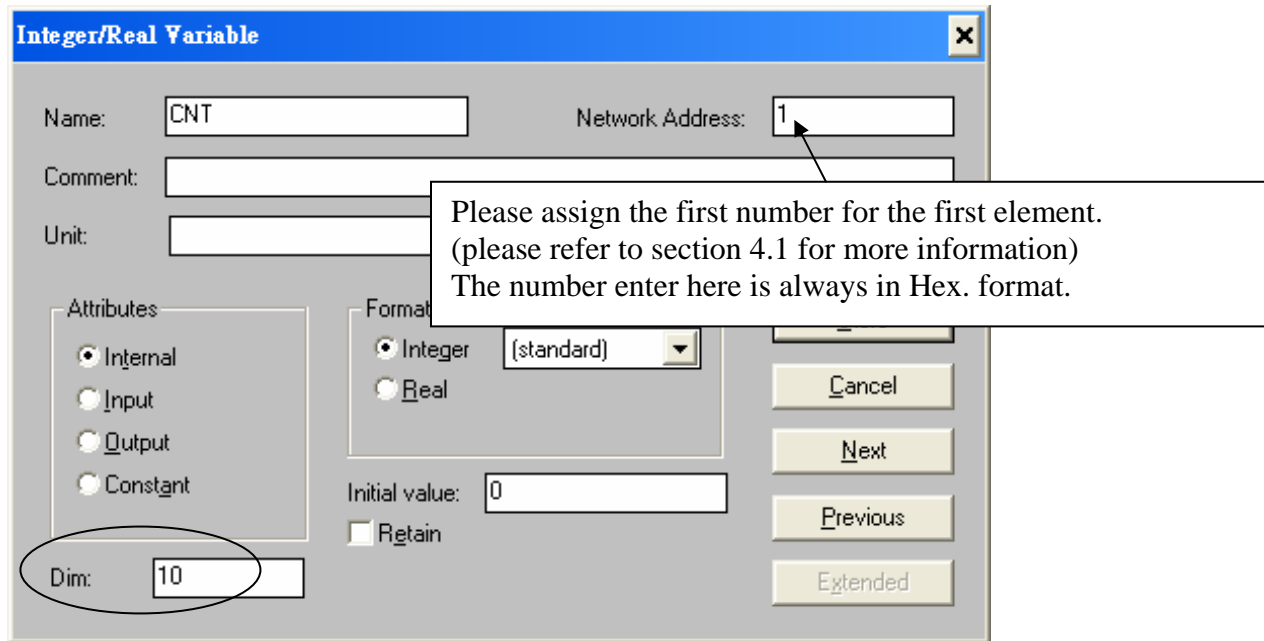 Integer/Real Variable
Name: CNT Network Address: 1
Comment:
Unit:
Please assign the first number for the first element.
(please refer to section 4.1 for more information)
The number enter here is always in Hex. format.
Attributes
Internal
Input
Output
Constant
Format
Integer (standard)
Real
Initial value: 0
Retain
Dim: 10
Cancel
Next
Previous
Extended